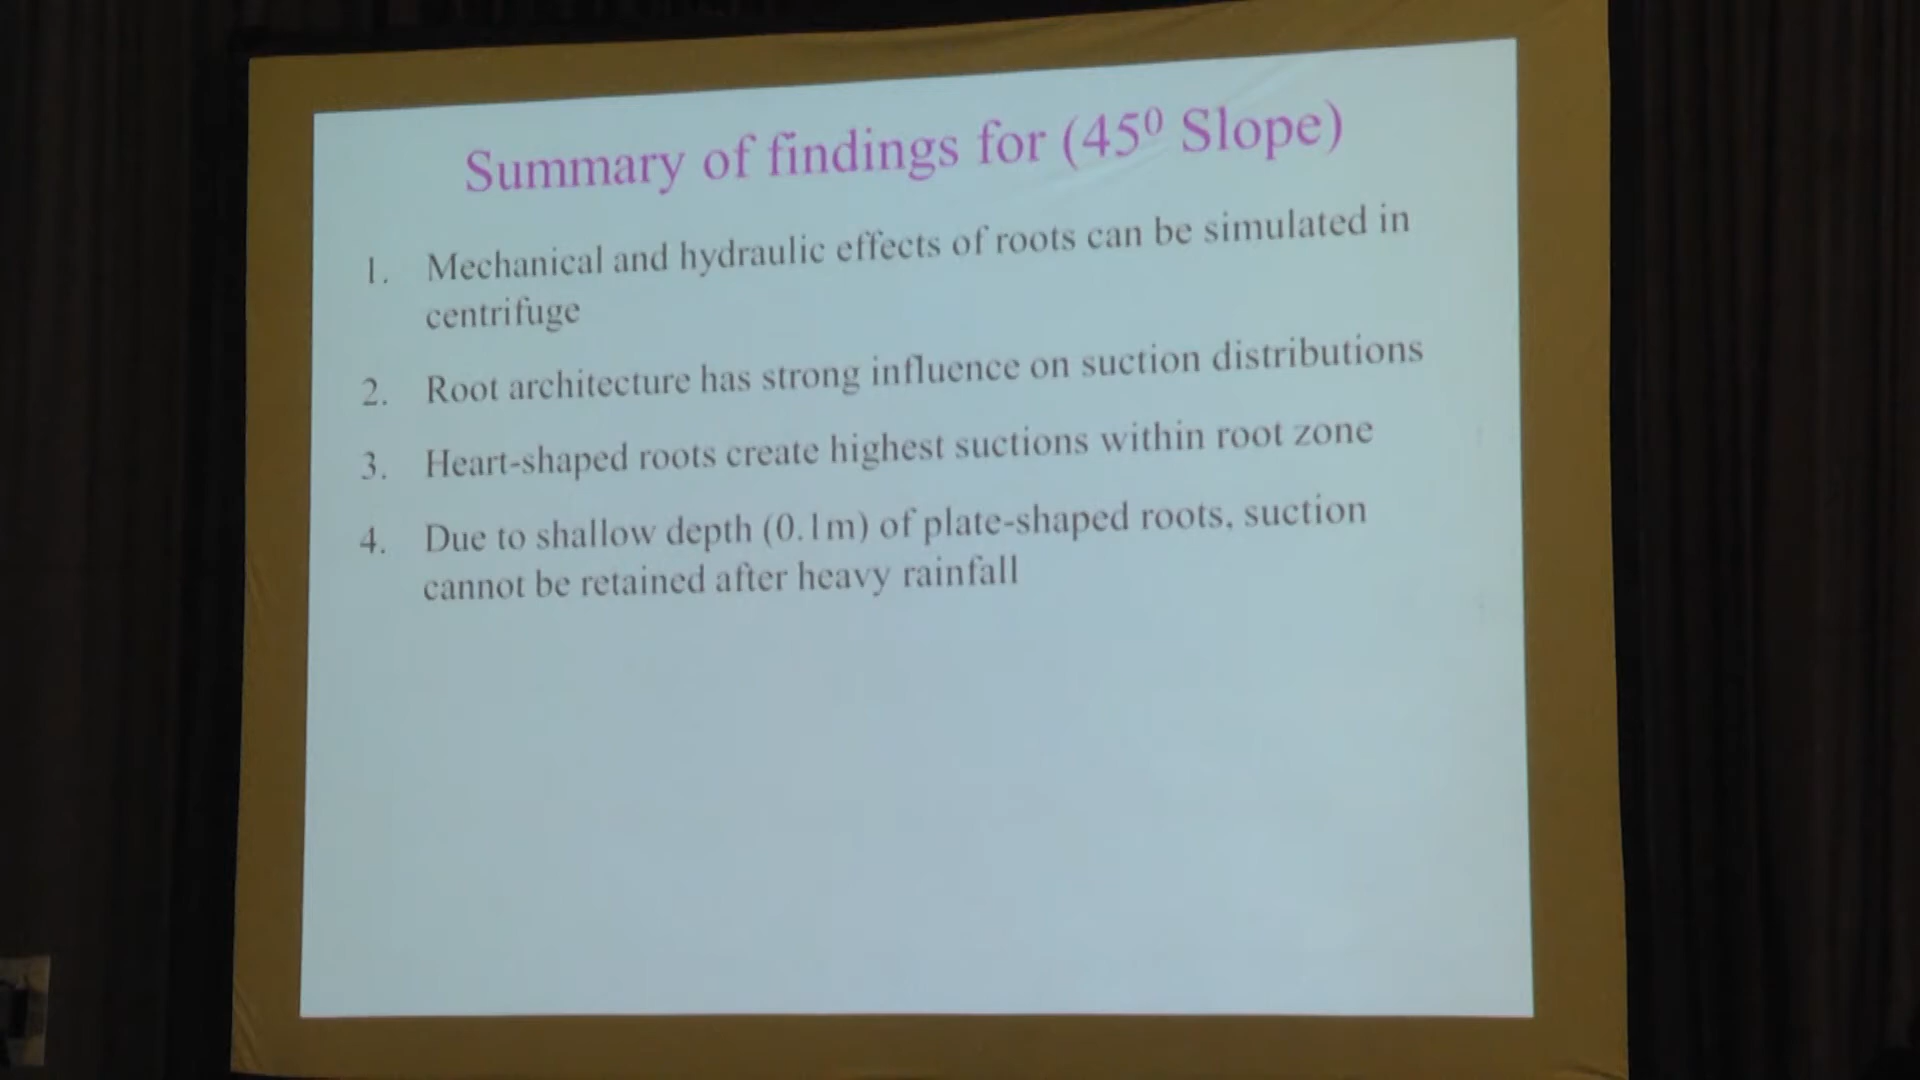 Summary of findings for (45⁰ Slope)
1. Mechanical and hydraulic effects of roots can be simulated in
centrifuge
2. Root architecture has strong influence on suction distributions
3. Heart-shaped roots create highest suctions within root zone
4. Due to shallow depth (0.1m) of plate-shaped roots, suction
cannot be retained after heavy rainfall